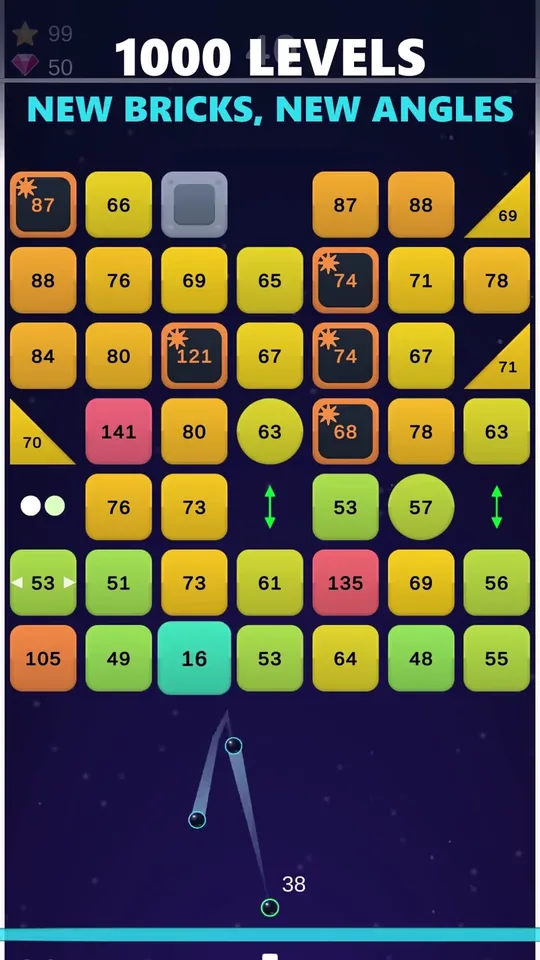 99
1000 LEVELS
50
NEW BRICKS, NEW ANGLES
87 66 87 88 69
88 76 69 65 74 71 78
84 80 121 67 74 67 71
70 141 80 63 68 78 63
76 73 53 57
53 51 73 61 135 69 56
105 49 16 53 64 48 55
38